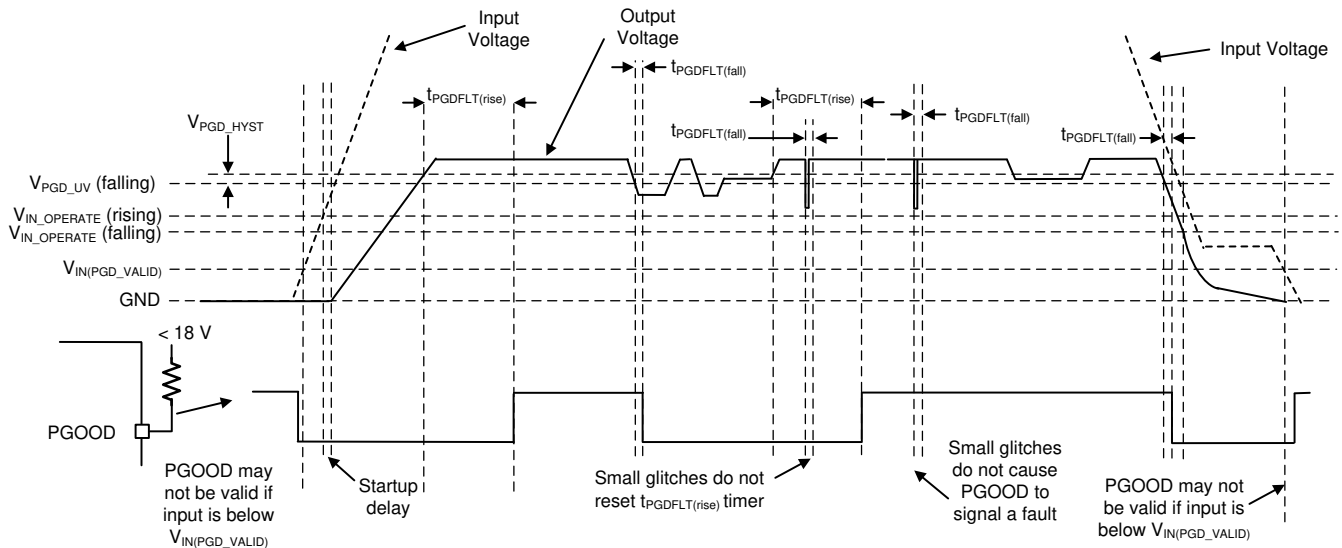 Input
Voltage
Output
Voltage
Input Voltage
tPGDFLT(fall)
tPGDFLT(rise)
tPGDFLT(rise)
tPGDFLT(fall)
tPGDFLT(fall)
tPGDFLT(fall)
VPGD_HYST
VPGD_UV (falling)
VIN_OPERATE (rising)
VIN_OPERATE (falling)
VIN(PGD_VALID)
GND
< 18 V
PGOOD
PGOOD may
not be valid if
input is below
VIN(PGD_VALID)
Startup
delay
Small glitches do not
reset tPGDFLT(rise) timer
Small glitches
do not cause
PGOOD to
signal a fault
PGOOD may not
be valid if input is
below VIN(PGD_VALID)